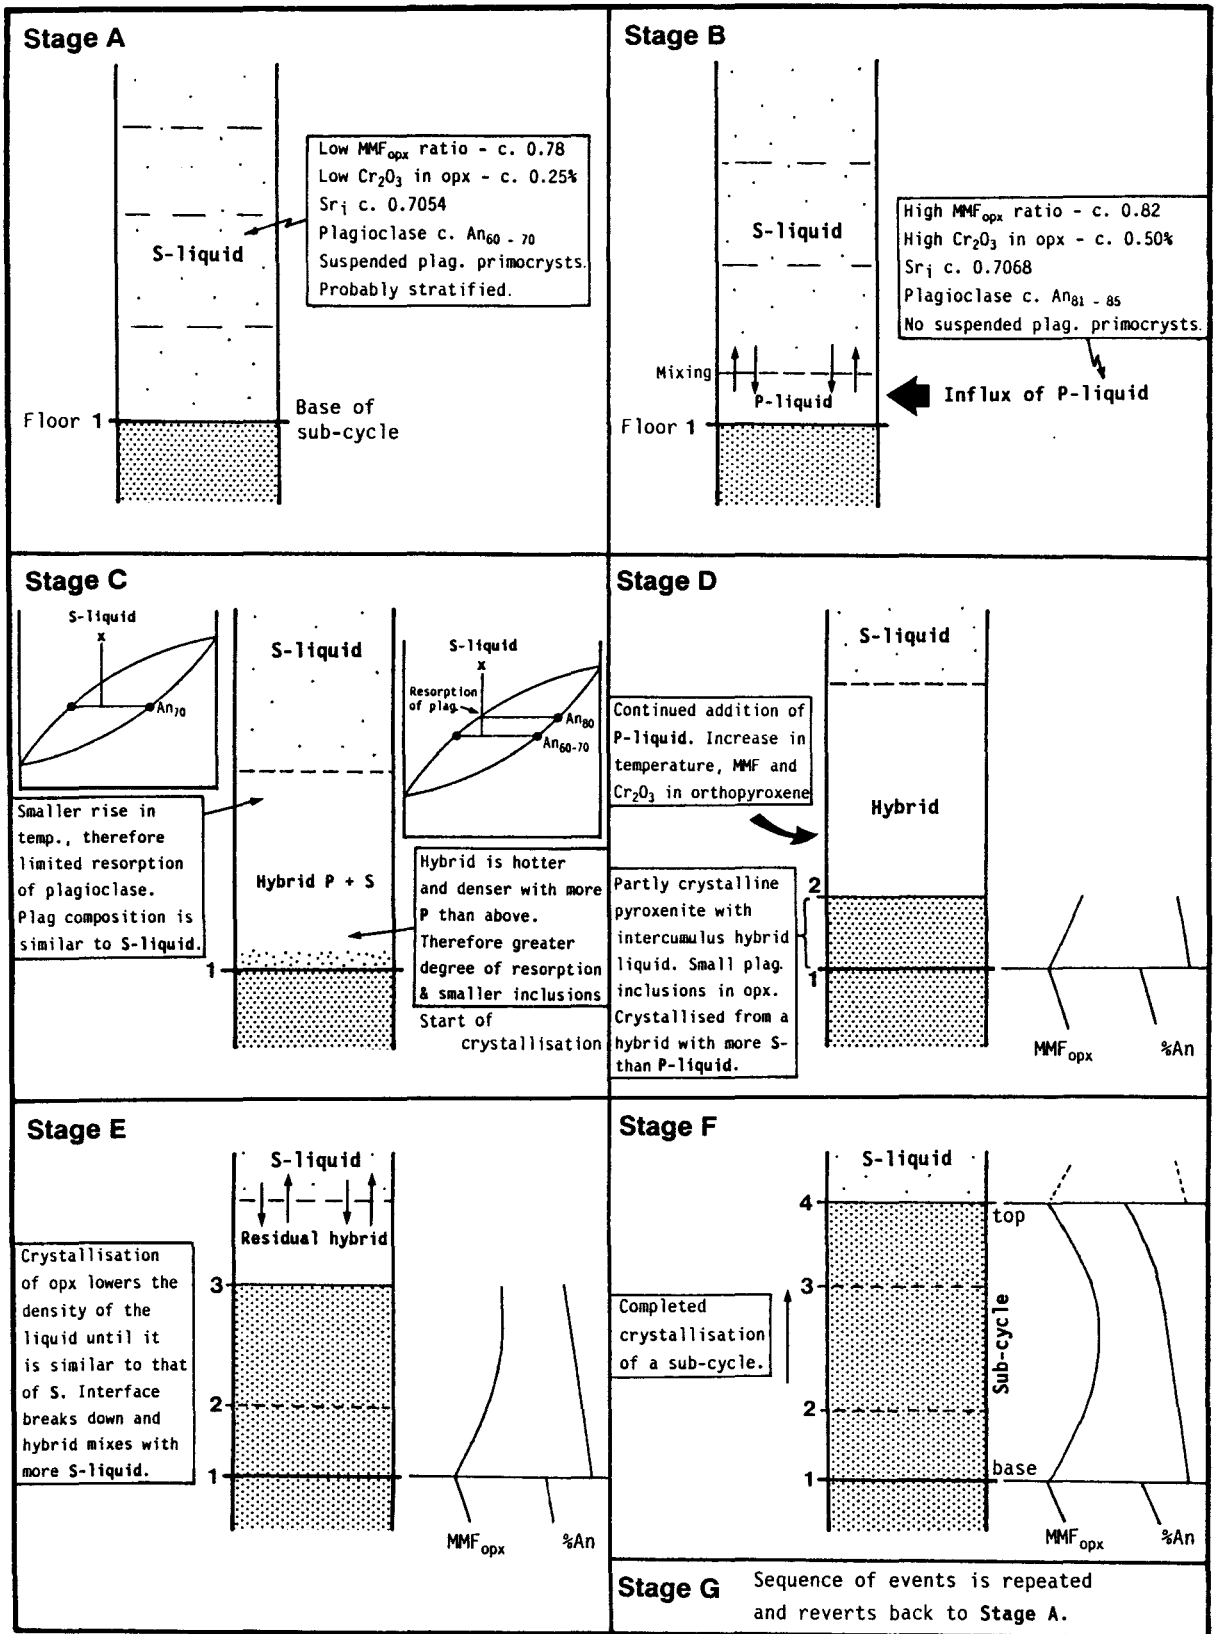 Stage A
Low MMFopx ratio - c. 0.78
Low Cr2O3 in opx - c. 0.25%
Sri c. 0.7054
Plagioclase c. An60 - 70
Suspended plag. primocrysts.
Probably stratified.
S-liquid
Floor 1
Base of
sub-cycle
Stage B
S-liquid
High MMFopx ratio - c. 0.82
High Cr2O3 in opx - c. 0.50%
Sri c. 0.7068
Plagioclase c. An81 - 85
No suspended plag. primocrysts.
Mixing
P-liquid
Influx of P-liquid
Floor 1
Stage C
S-liquid
x
An70
S-liquid
S-liquid
x
Resorption
of plag.
An80
An60-70
Smaller rise in
temp., therefore
limited resorption
of plagioclase.
Plag composition is
similar to S-liquid.
Hybrid P + S
Hybrid is hotter
and denser with more
P than above.
Therefore greater
degree of resorption
& smaller inclusions
1
Start of
crystallisation
Stage D
S-liquid
Continued addition of
P-liquid. Increase in
temperature, MMF and
Cr2O3 in orthopyroxene
Hybrid
Partly crystalline
pyroxenite with
intercumulus hybrid
liquid. Small plag.
inclusions in opx.
Crystallised from a
hybrid with more S-
than P-liquid.
2
1
MMFopx
%An
Stage E
S-liquid
Residual hybrid
Crystallisation
of opx lowers the
density of the
liquid until it
is similar to that
of S. Interface
breaks down and
hybrid mixes with
more S-liquid.
3
2
1
MMFopx
%An
Stage F
S-liquid
4
top
3
Completed
crystallisation
of a sub-cycle.
Sub-cycle
2
base
1
MMFopx
%An
Stage G Sequence of events is repeated
and reverts back to Stage A.